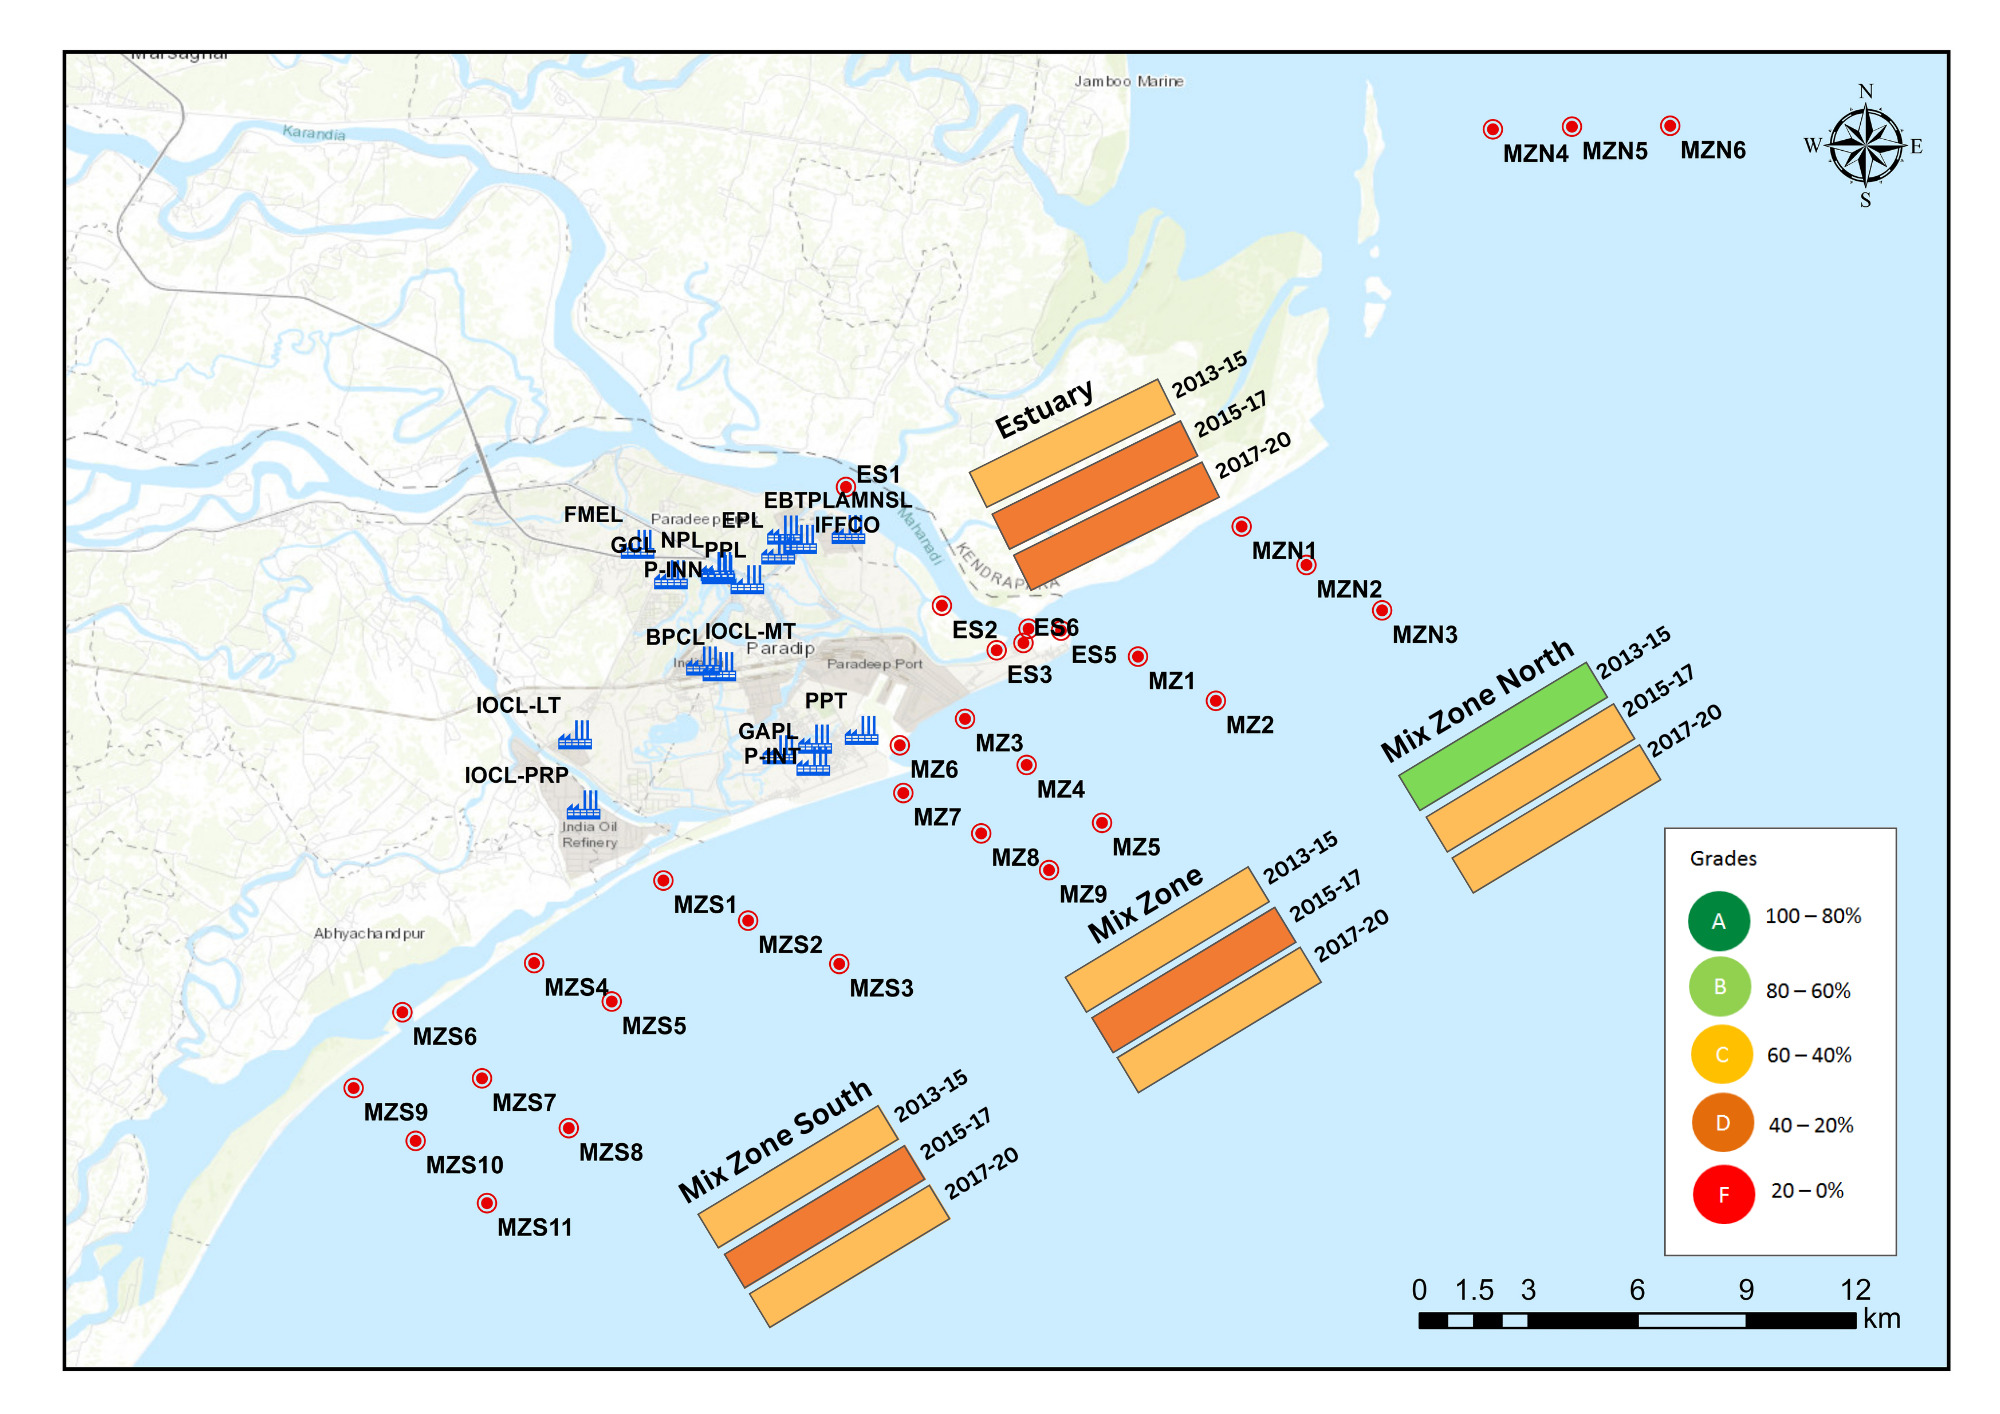 Jamboo Marine
Karandia
N
W
E
S
MZN4
MZN5
MZN6
Estuary
2013-15
2015-17
2017-20
ES1
EBTPLAMNSL
FMEL
EPL
IFFCO
GCL
NPL
PPL
P-INN
Mahanadi
MZN1
MZN2
MZN3
ES2
ES6
ES3
ES5
BPCL
IOCL-MT
Paradip
Paradeep Port
MZ1
MZ2
Mix Zone North
2013-15
2015-17
2017-20
IOCL-LT
PPT
GAPL
P-INT
MZ3
MZ6
MZ4
MZ7
MZ5
MZ8
MZ9
IOCL-PRP
India Oil
Refinery
Mix Zone
2013-15
2015-17
2017-20
Grades
A 100 – 80%
B 80 – 60%
C 60 – 40%
D 40 – 20%
F 20 – 0%
MZS1
MZS2
MZS3
Abhyachandpur
MZS4
MZS5
MZS6
MZS7
MZS8
MZS9
MZS10
MZS11
Mix Zone South
2013-15
2015-17
2017-20
0 1.5 3 6 9 12
km